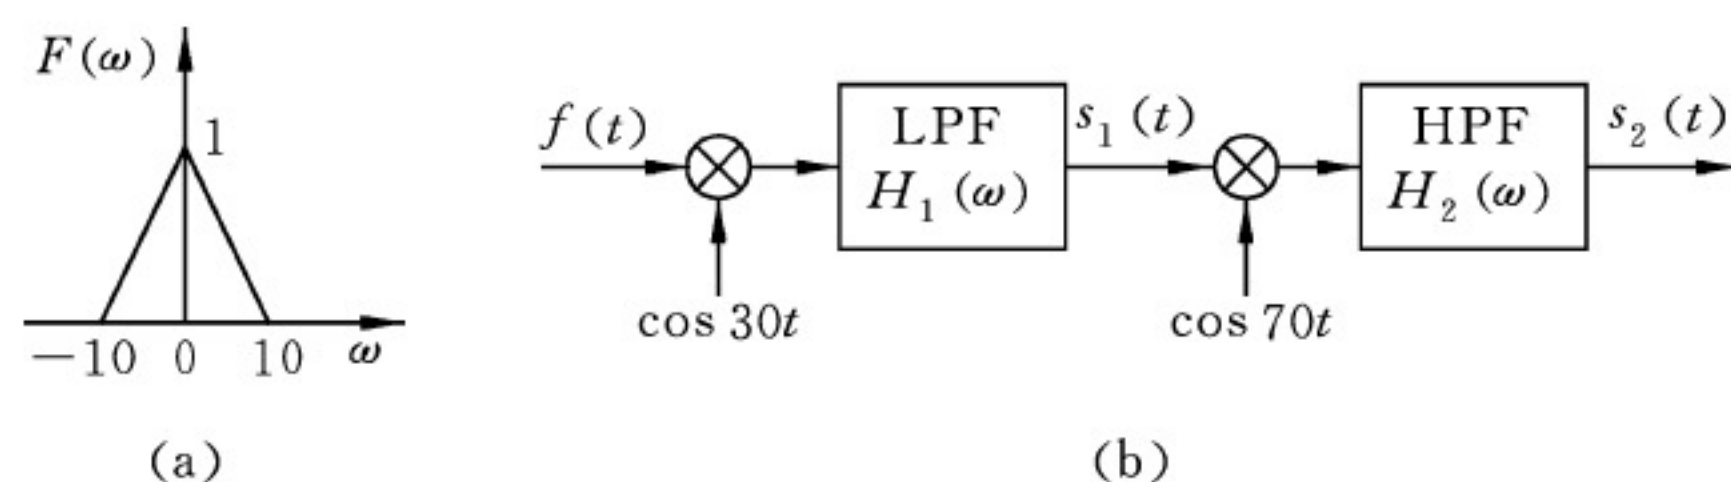 F(ω)
1
−10 0 10 ω
(a)
f(t)
LPF
H₁(ω)
s₁(t)
HPF
H₂(ω)
s₂(t)
cos 30t
cos 70t
(b)